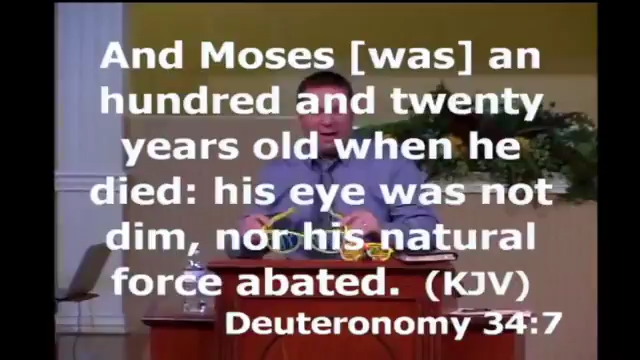 And Moses [was] an
hundred and twenty
years old when he
died: his eye was not
dim, nor his natural
force abated. (KJV)
Deuteronomy 34:7